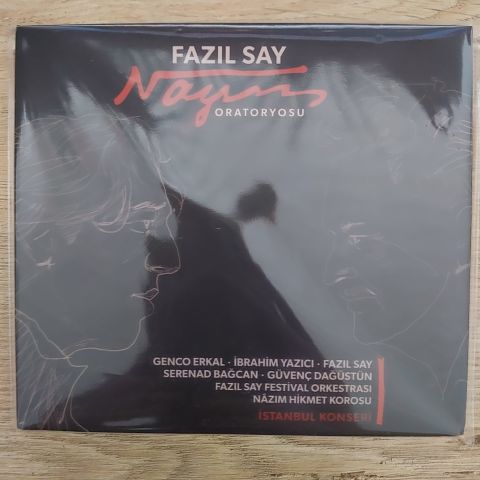 FAZIL SAY
Nâzım
ORATORYOSU
GENCO ERKAL · İBRAHİM YAZICI · FAZIL SAY
SERENAD BAĞCAN · GÜVENÇ DAĞÜSTÜN
FAZIL SAY FESTİVAL ORKESTRASI
NÂZIM HİKMET KOROSU
İSTANBUL KONSERİ